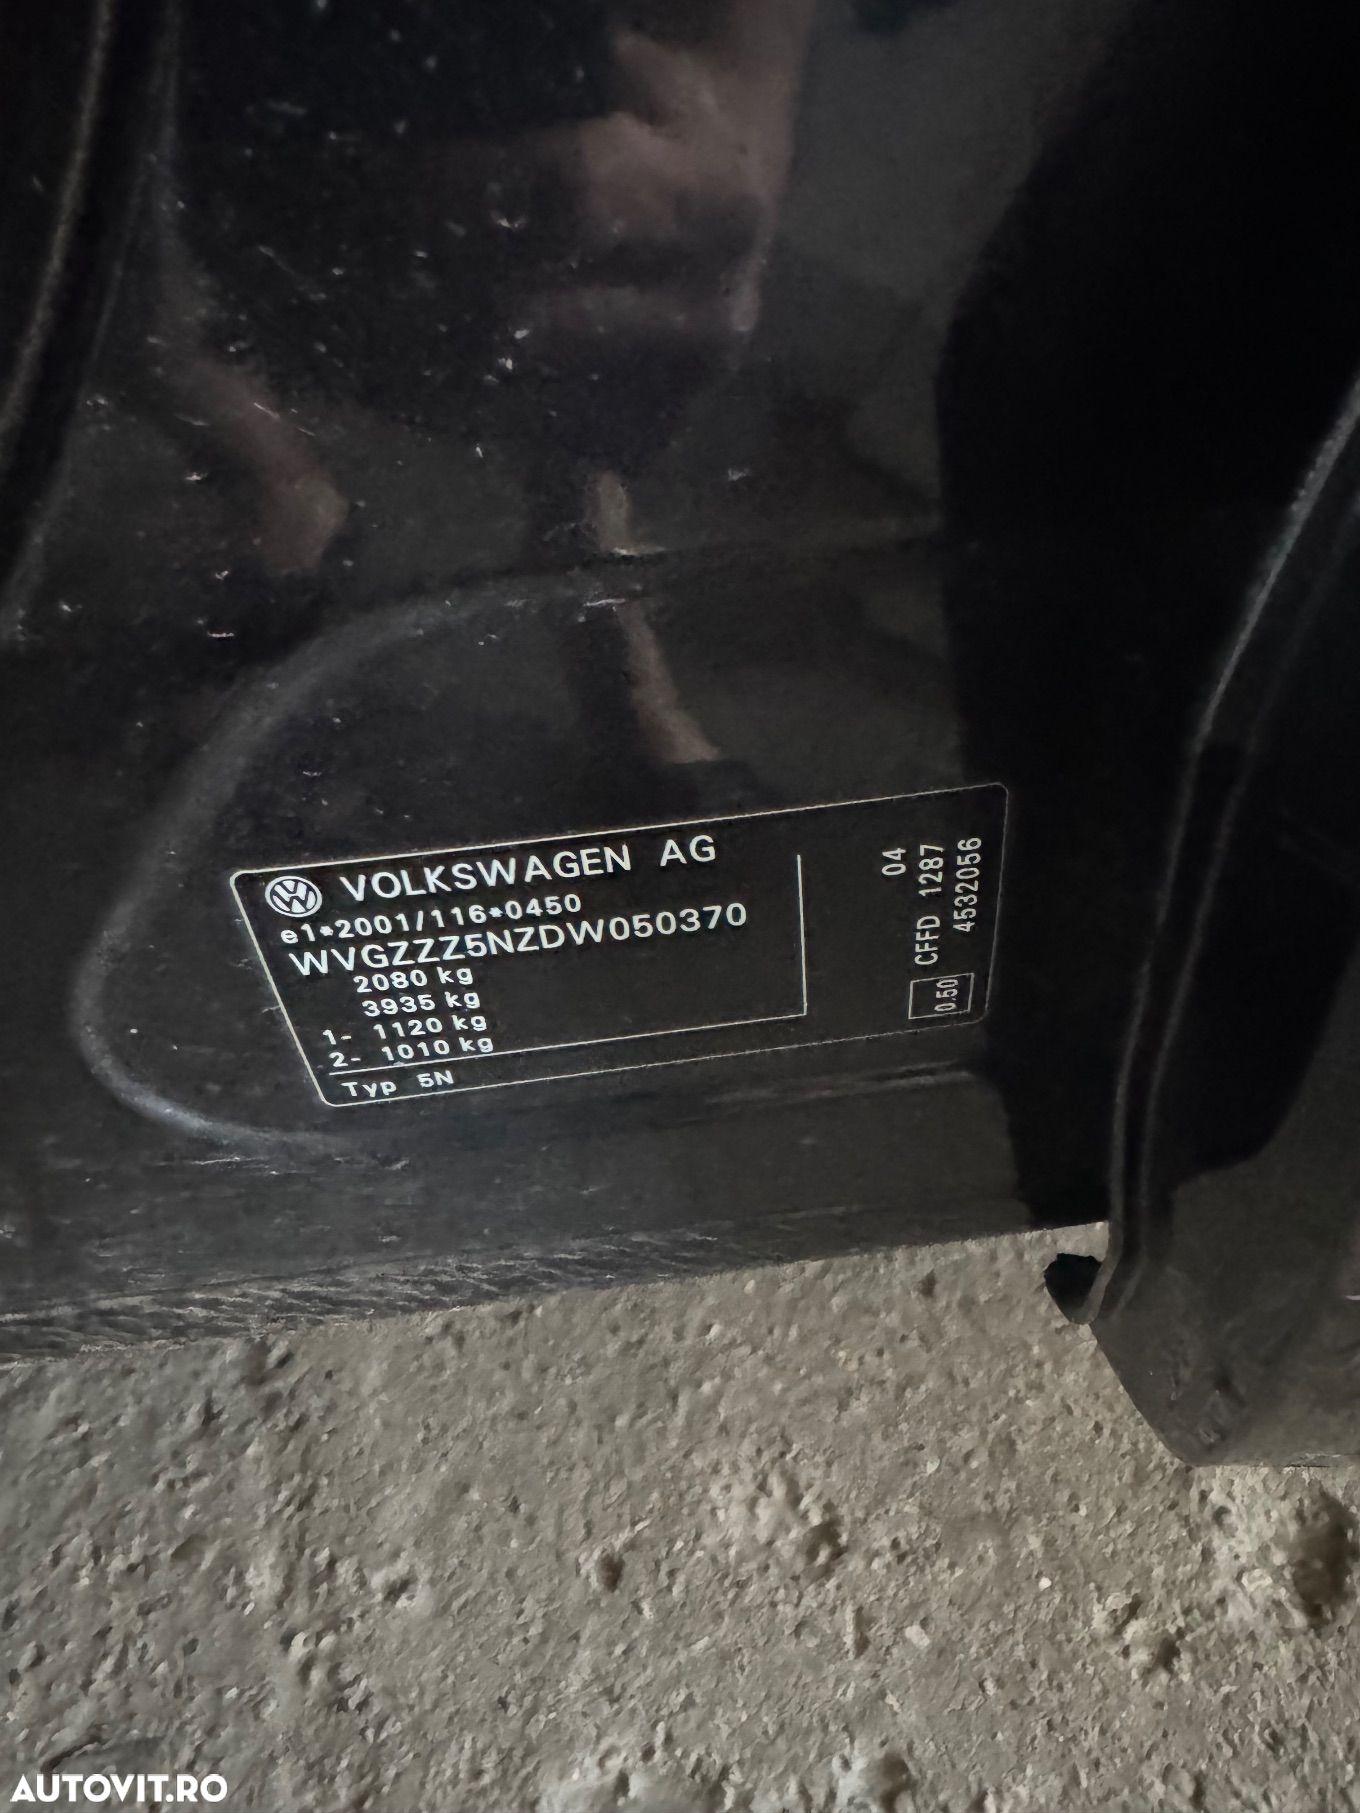 VOLKSWAGEN AG
e1*2001/116*0450
WVGZZZ5NZDW050370
2080 kg
3935 kg
1- 1120 kg
2- 1010 kg
Typ 5N
04
CFFD 1287
4532056
0.50
AUTOVIT.RO